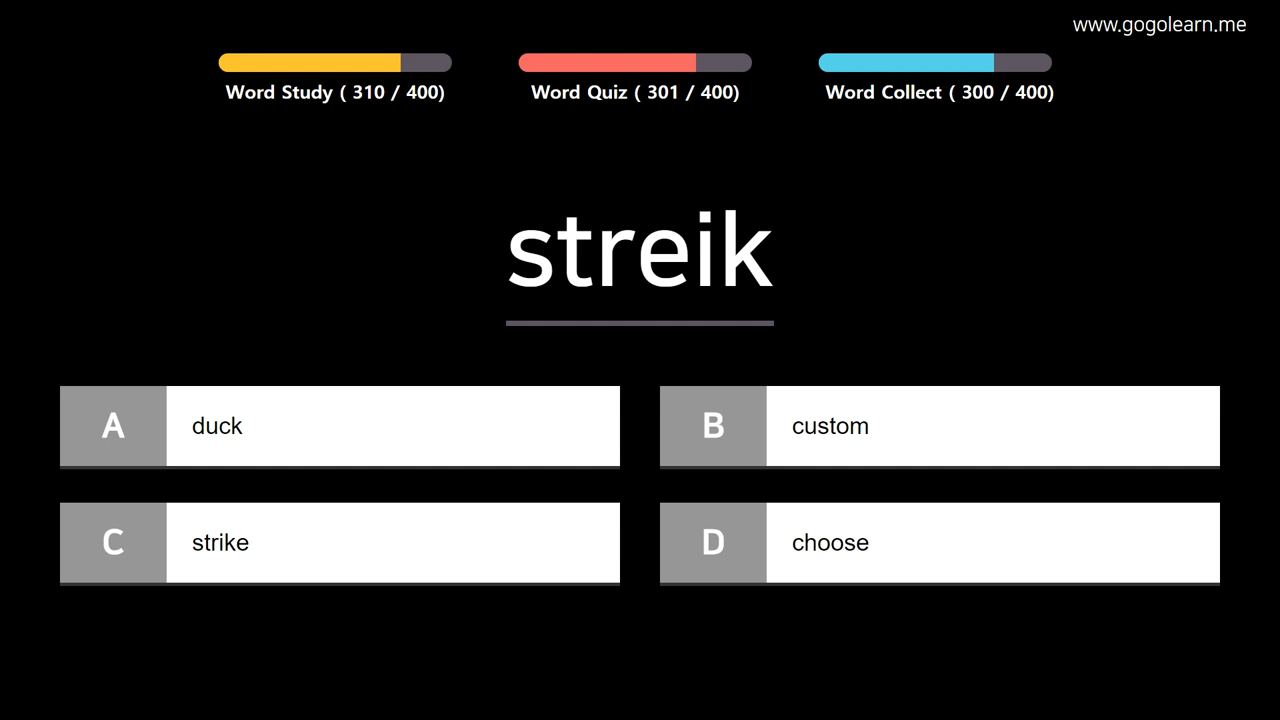 www.gogolearn.me
Word Study ( 310 / 400)
Word Quiz ( 301 / 400)
Word Collect ( 300 / 400)
streik
A duck
B custom
C strike
D choose